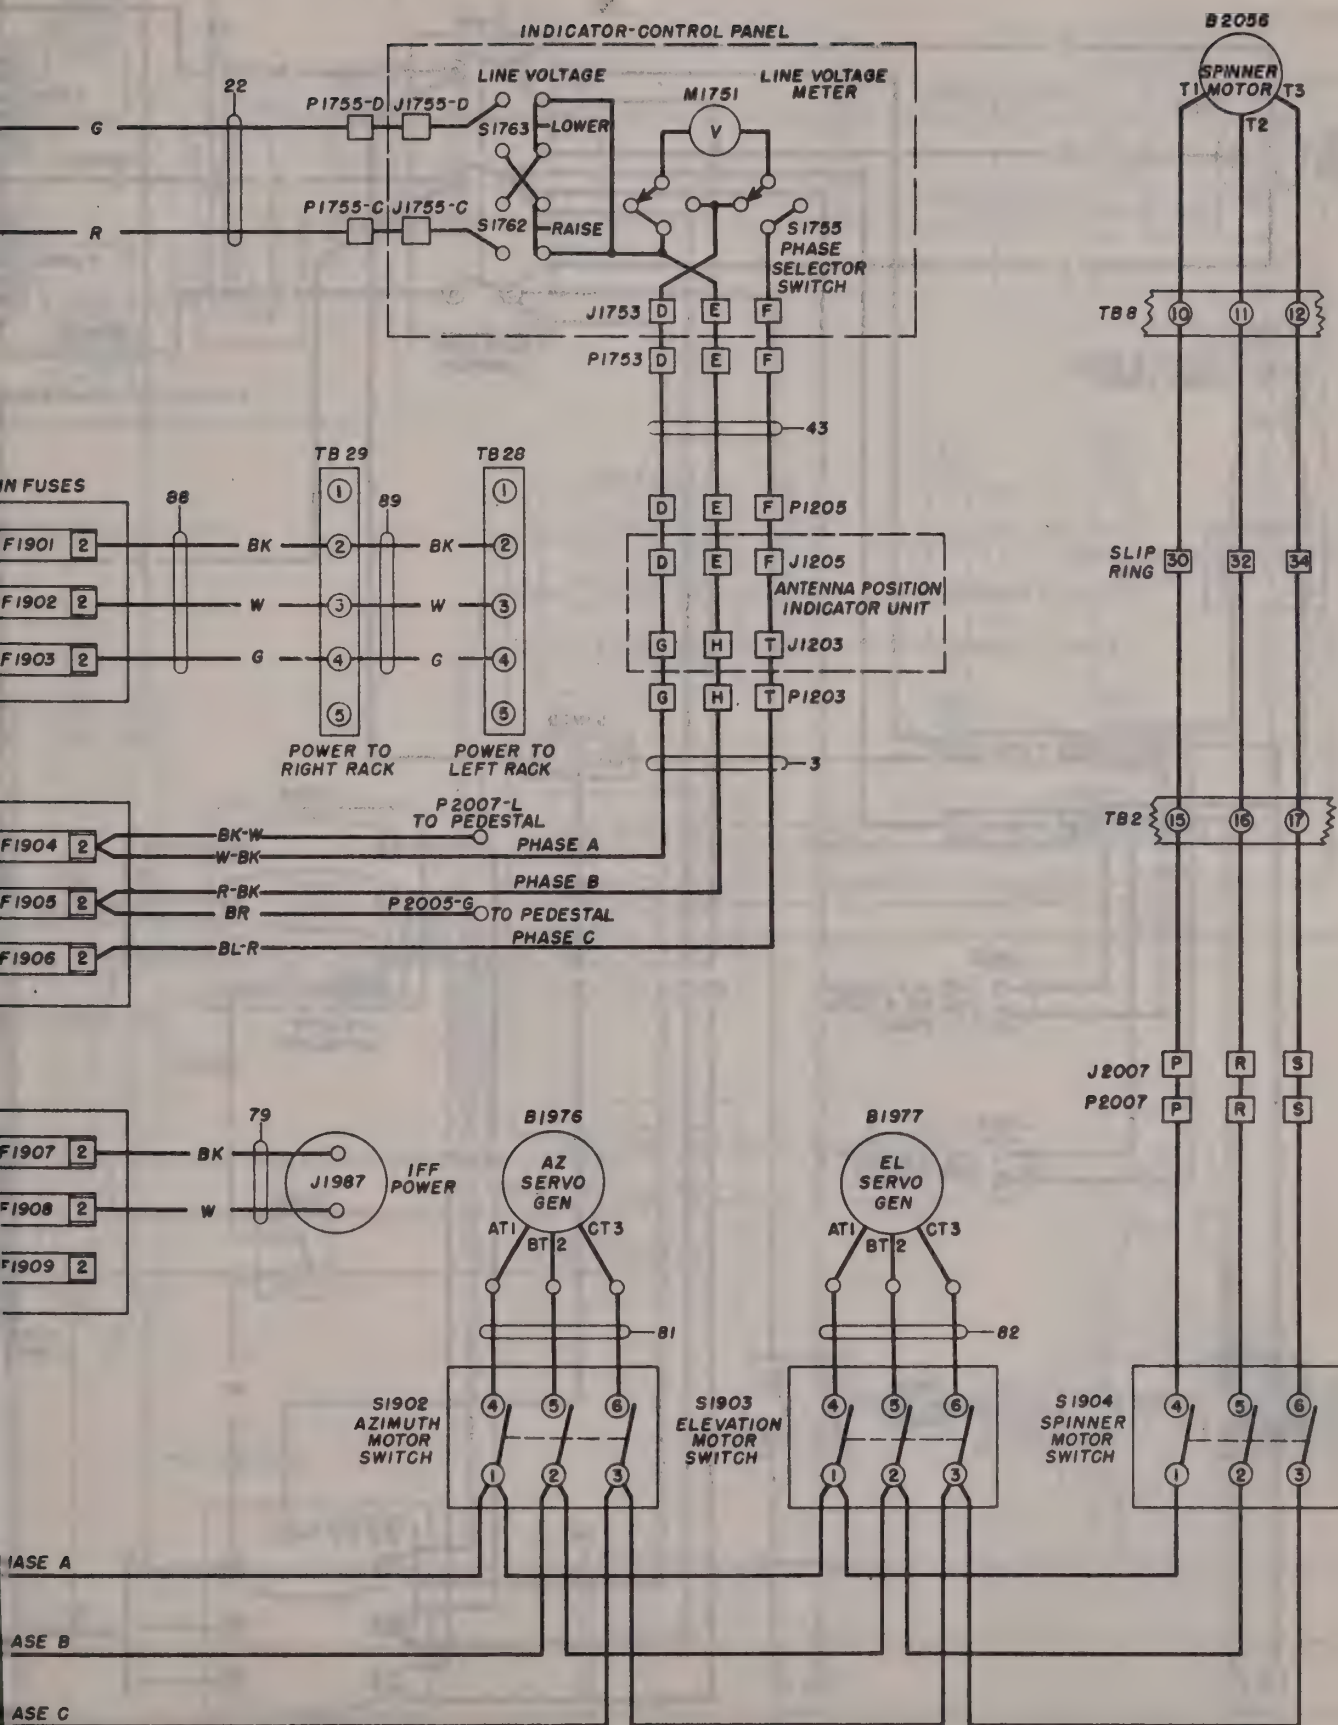 B2056
INDICATOR-CONTROL PANEL
SPINNER
MOTOR
T1
T3
T2
22
LINE VOLTAGE
LINE VOLTAGE
METER
M1751
V
P1755-D
J1755-D
G
S1763
LOWER
P1755-C
J1755-C
R
S1762
RAISE
S1755
PHASE
SELECTOR
SWITCH
J1753
D
E
F
TB8
10
11
12
P1753
D
E
F
43
TB 29
TB28
IN FUSES
88
89
1
1
D
E
F
P1205
F1901
2
BK
2
BK
2
D
E
F
J1205
SLIP
RING
30
32
34
F1902
2
W
3
W
3
ANTENNA POSITION
INDICATOR UNIT
F1903
2
G
4
G
4
G
H
T
J1203
5
5
G
H
T
P1203
POWER TO
RIGHT RACK
POWER TO
LEFT RACK
3
P2007-L
TO PEDESTAL
TB2
15
16
17
F1904
2
BK-W
W-BK
PHASE A
F1905
2
R-BK
PHASE B
BR
P2005-G
TO PEDESTAL
F1906
2
BL-R
PHASE C
J2007
P
R
S
P2007
P
R
S
79
B1976
B1977
F1907
2
BK
J1987
IFF
POWER
AZ
SERVO
GEN
EL
SERVO
GEN
F1908
2
W
AT1
BT2
CT3
AT1
BT2
CT3
F1909
2
81
82
S1902
AZIMUTH
MOTOR
SWITCH
4
5
6
1
2
3
S1903
ELEVATION
MOTOR
SWITCH
4
5
6
1
2
3
S1904
SPINNER
MOTOR
SWITCH
4
5
6
1
2
3
HASE A
ASE B
ASE C